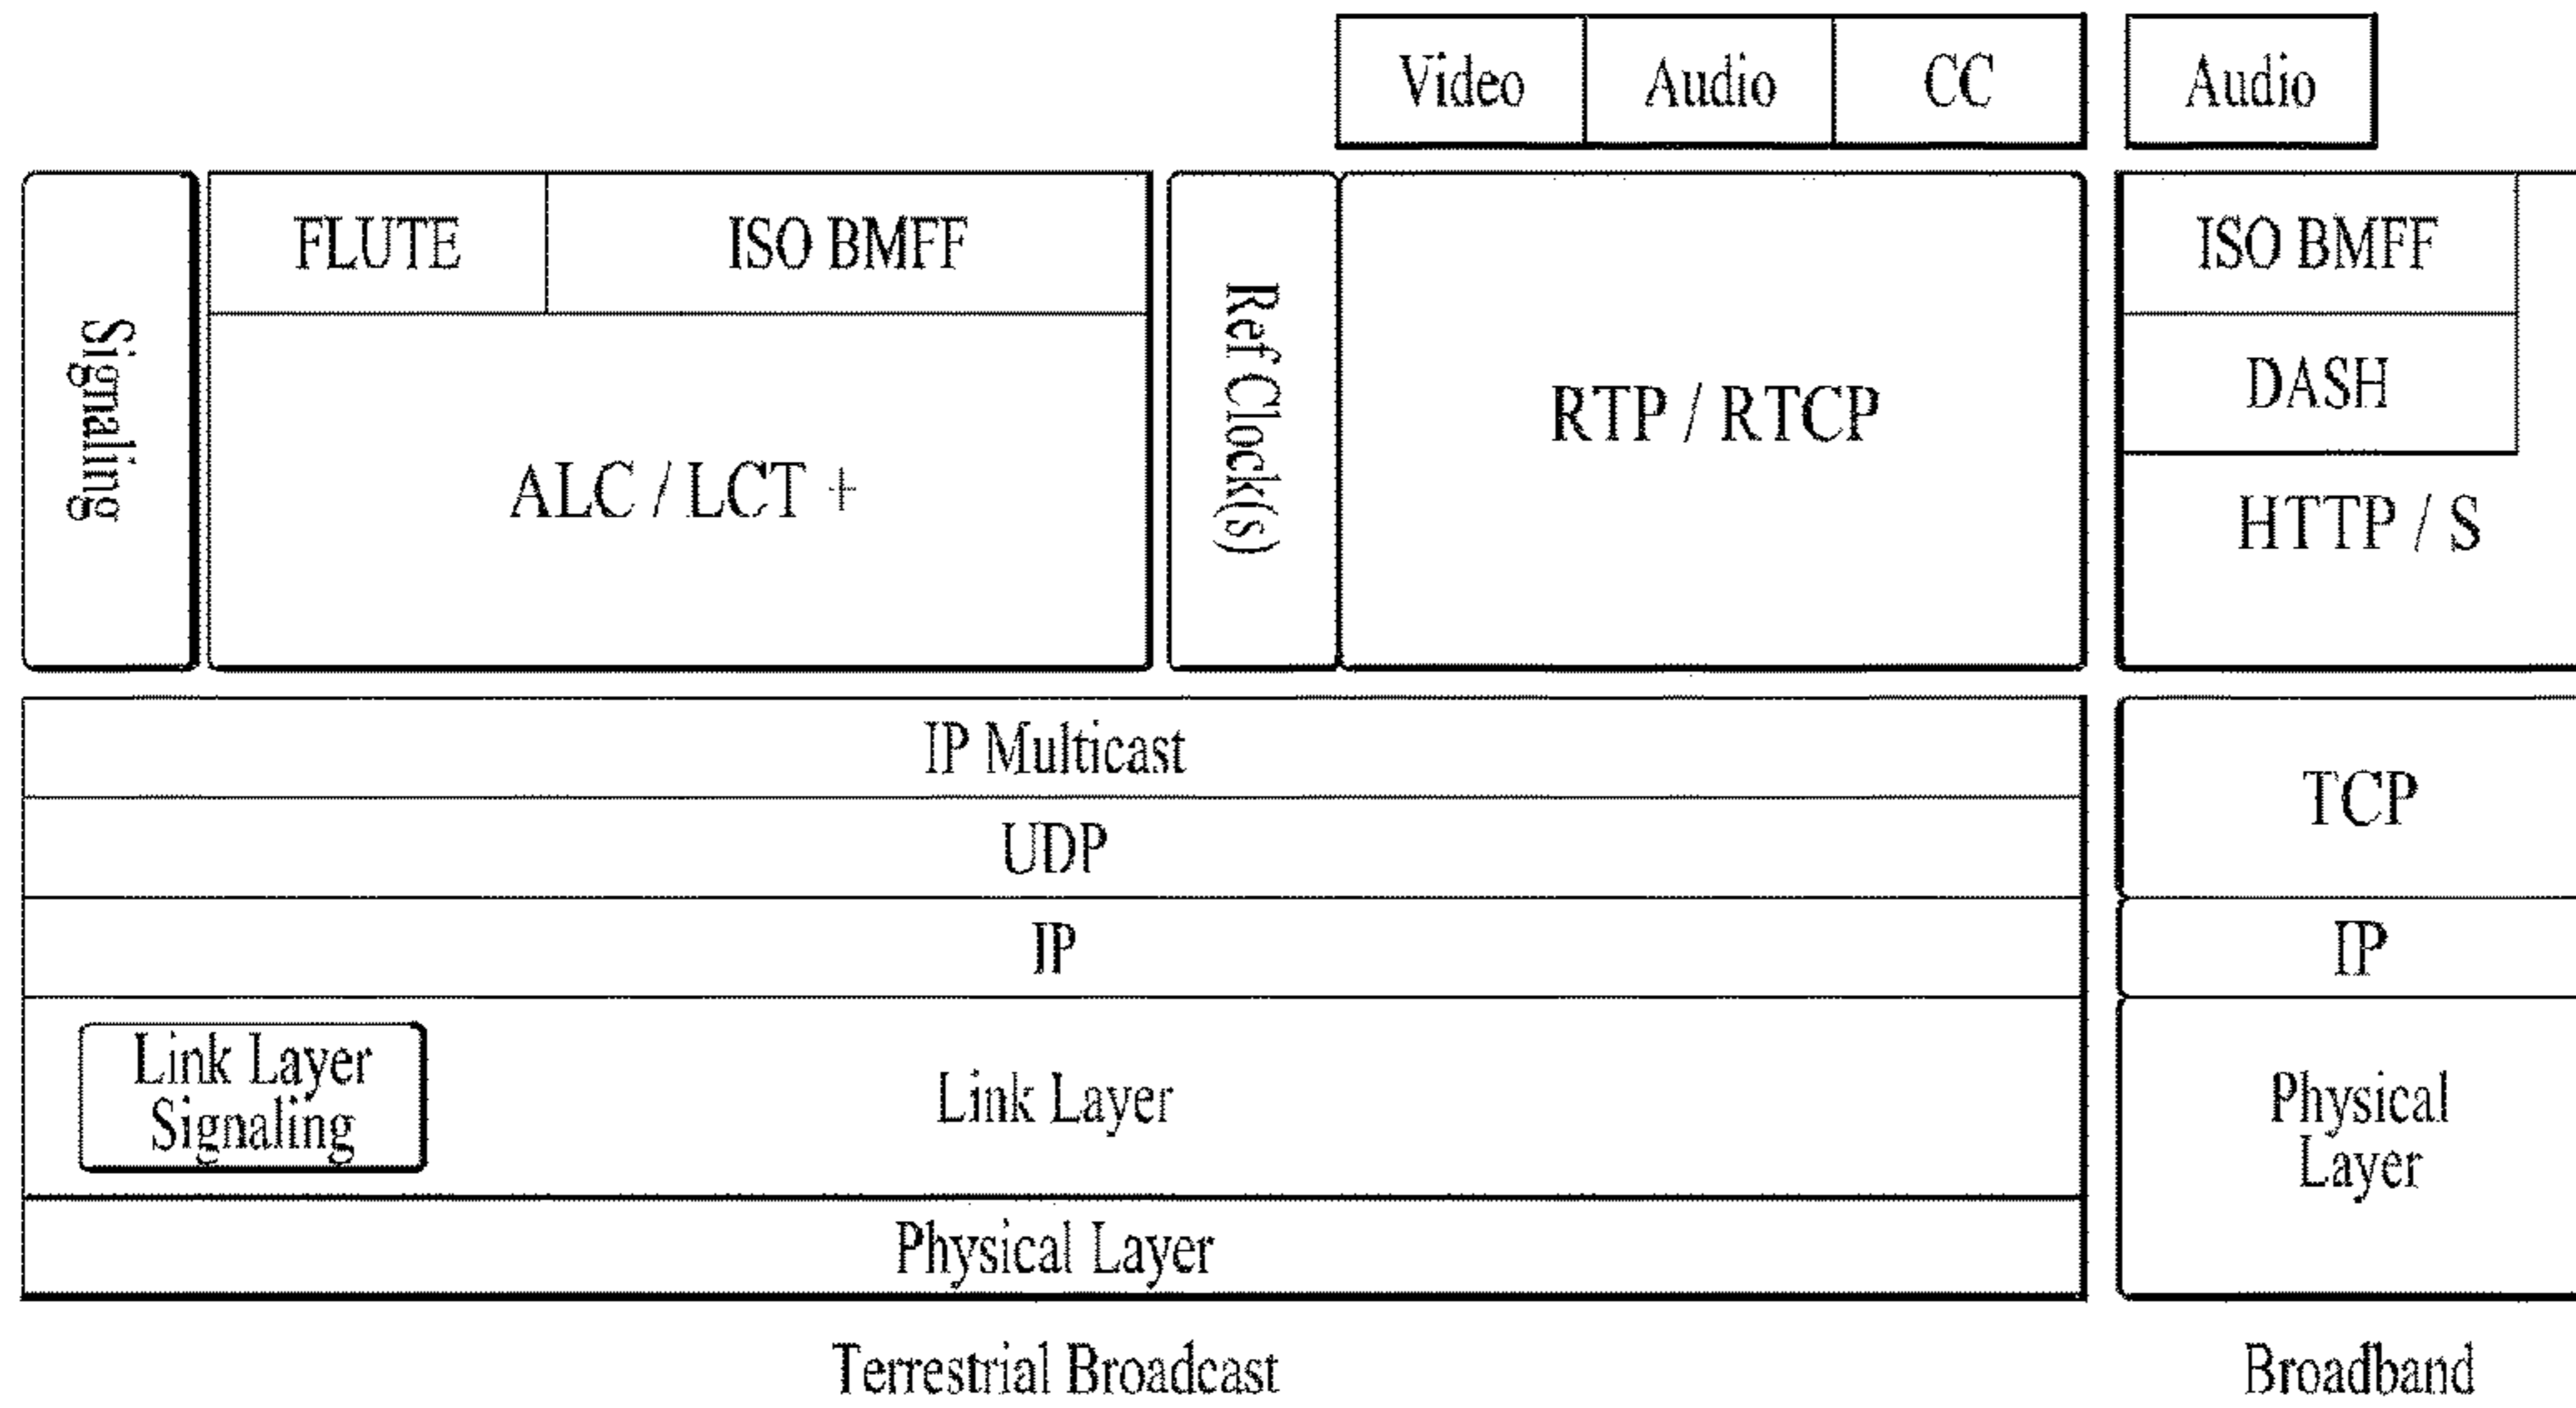 Video
Audio
CC
Audio
Signaling
FLUTE
ISO BMFF
ALC / LCT +
Ref Clock(s)
RTP / RTCP
ISO BMFF
DASH
HTTP / S
IP Multicast
UDP
IP
Link Layer
Signaling
Link Layer
Physical Layer
TCP
IP
Physical
Layer
Terrestrial Broadcast
Broadband